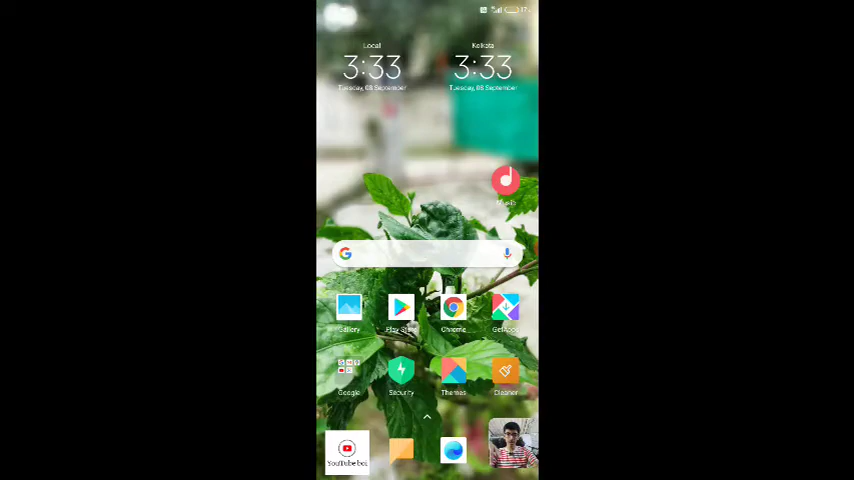 Local
Kolkata
3:33
3:33
Tuesday, 08 September
Tuesday, 08 September
Music
Gallery
Play Store
Chrome
GetApps
Google
Security
Themes
Cleaner
YouTube